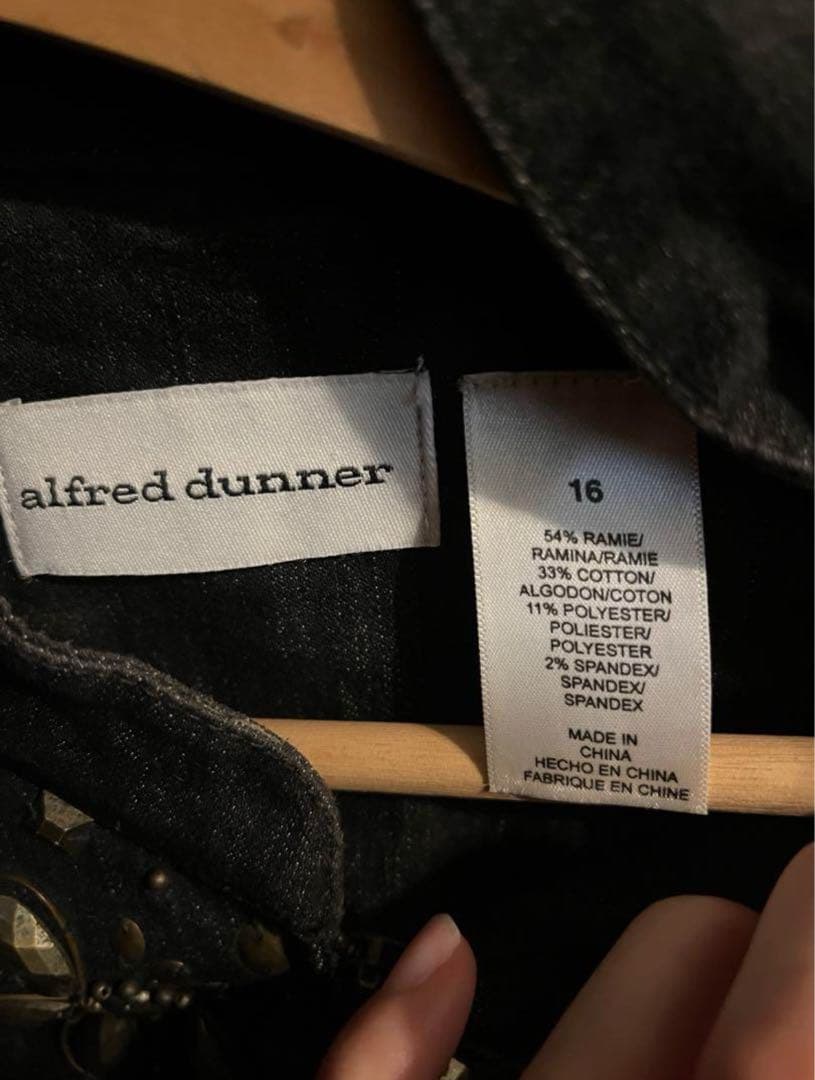 alfred dunner
16
54% RAMIE/
RAMINA/RAMIE
33% COTTON/
ALGODON/COTON
11% POLYESTER/
POLIESTER/
POLYESTER
2% SPANDEX/
SPANDEX/
SPANDEX
MADE IN
CHINA
HECHO EN CHINA
FABRIQUE EN CHINE